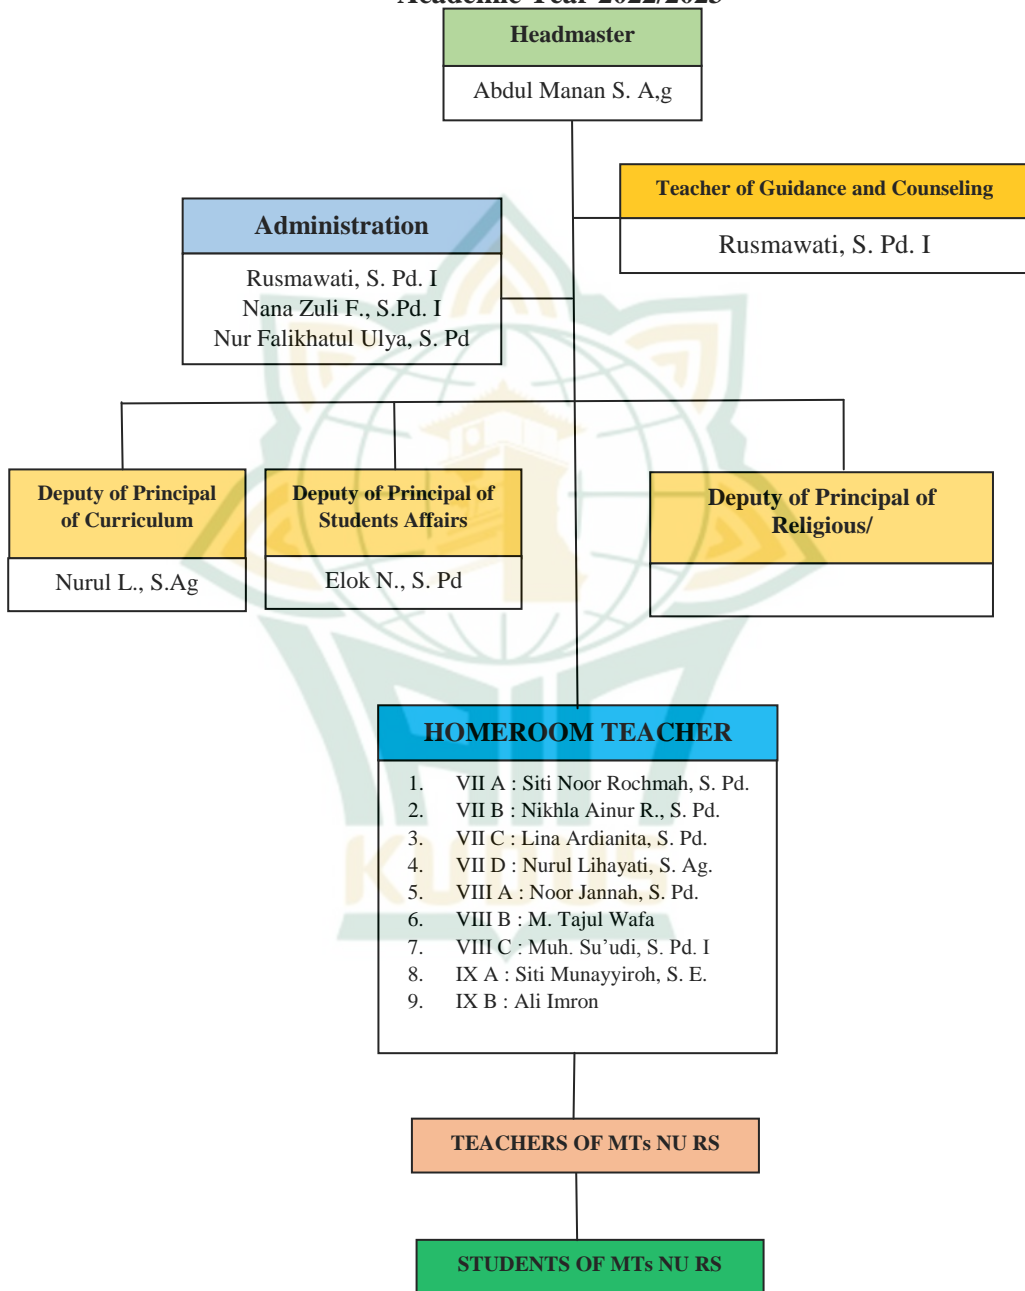 Academic Year 2022/2023
Headmaster
Abdul Manan S. A,g
Teacher of Guidance and Counseling
Rusmawati, S. Pd. I
Administration
Rusmawati, S. Pd. I
Nana Zuli F., S.Pd. I
Nur Falikhatul Ulya, S. Pd
Deputy of Principal
of Curriculum
Nurul L., S.Ag
Deputy of Principal of
Students Affairs
Elok N., S. Pd
Deputy of Principal of
Religious/
HOMEROOM TEACHER
1. VII A : Siti Noor Rochmah, S. Pd.
2. VII B : Nikhla Ainur R., S. Pd.
3. VII C : Lina Ardianita, S. Pd.
4. VII D : Nurul Lihayati, S. Ag.
5. VIII A : Noor Jannah, S. Pd.
6. VIII B : M. Tajul Wafa
7. VIII C : Muh. Su’udi, S. Pd. I
8. IX A : Siti Munayyiroh, S. E.
9. IX B : Ali Imron
KUDUS
TEACHERS OF MTs NU RS
STUDENTS OF MTs NU RS